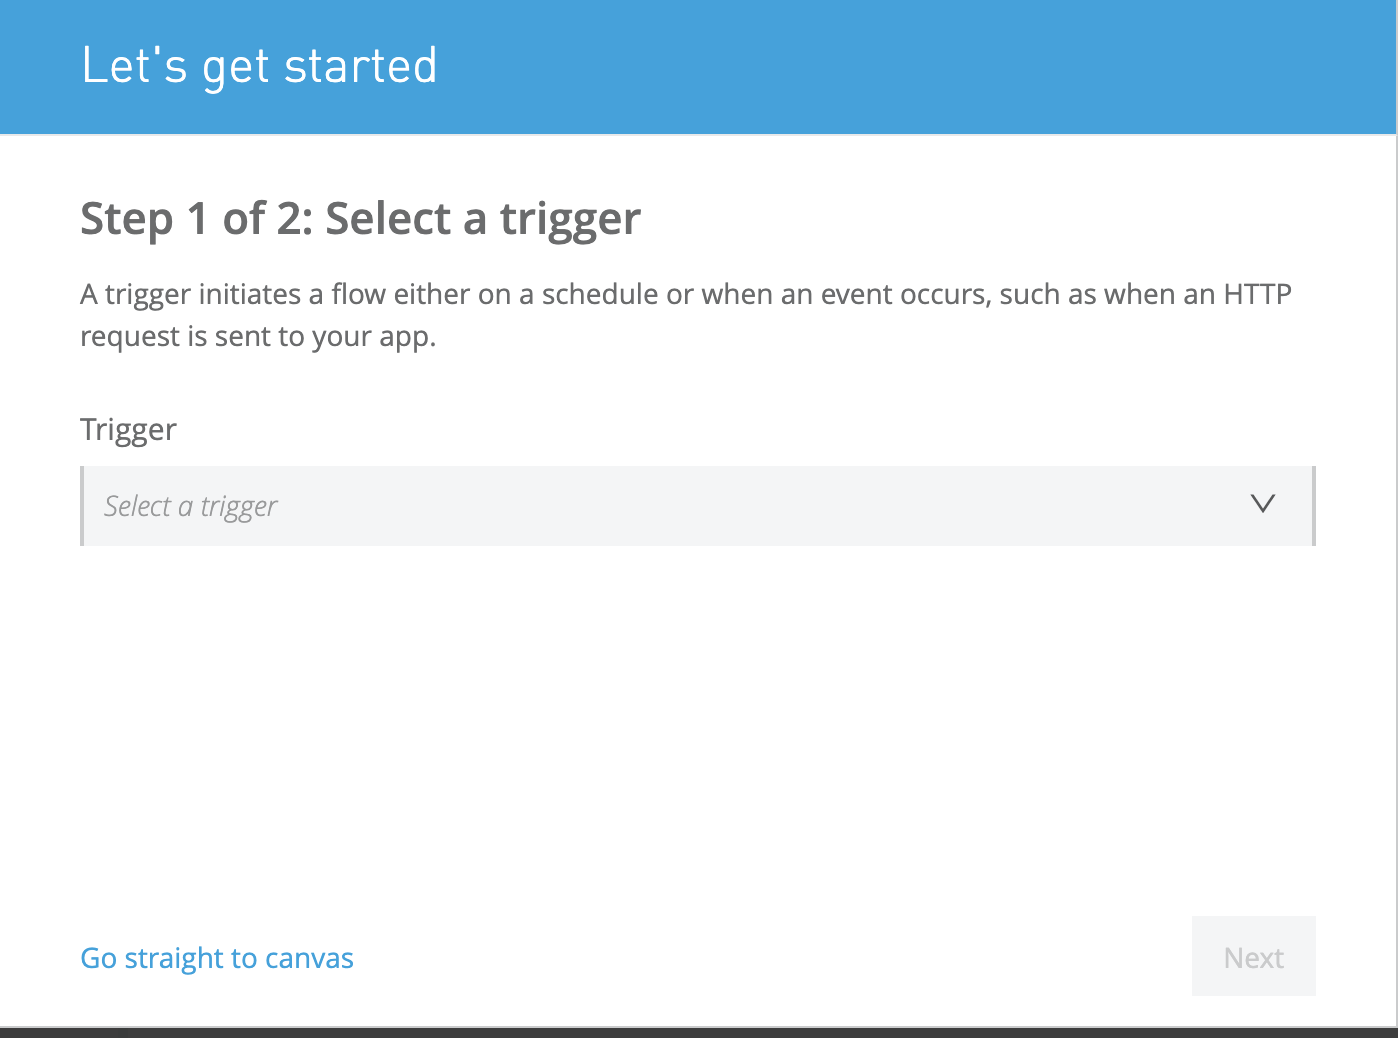 Let's get started
Step 1 of 2: Select a trigger
A trigger initiates a flow either on a schedule or when an event occurs, such as when an HTTP
request is sent to your app.
Trigger
Select a trigger
Go straight to canvas
Next